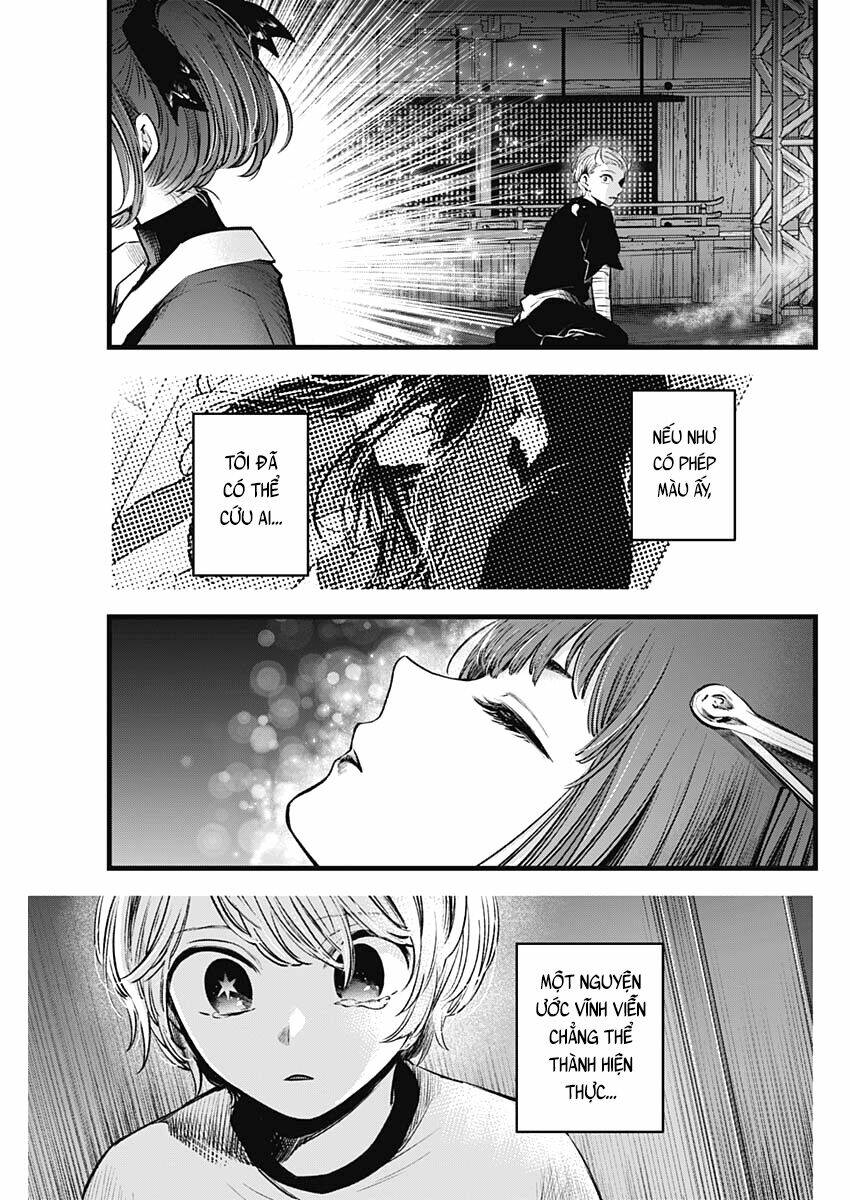 NẾU NHƯ
CÓ PHÉP
MÀU ẤY,
TÔI ĐÃ
CÓ THỂ
CỨU AI...
MỘT NGUYỆN
ƯỚC VĨNH VIỄN
CHẲNG THỂ
THÀNH HIỆN
THỰC...